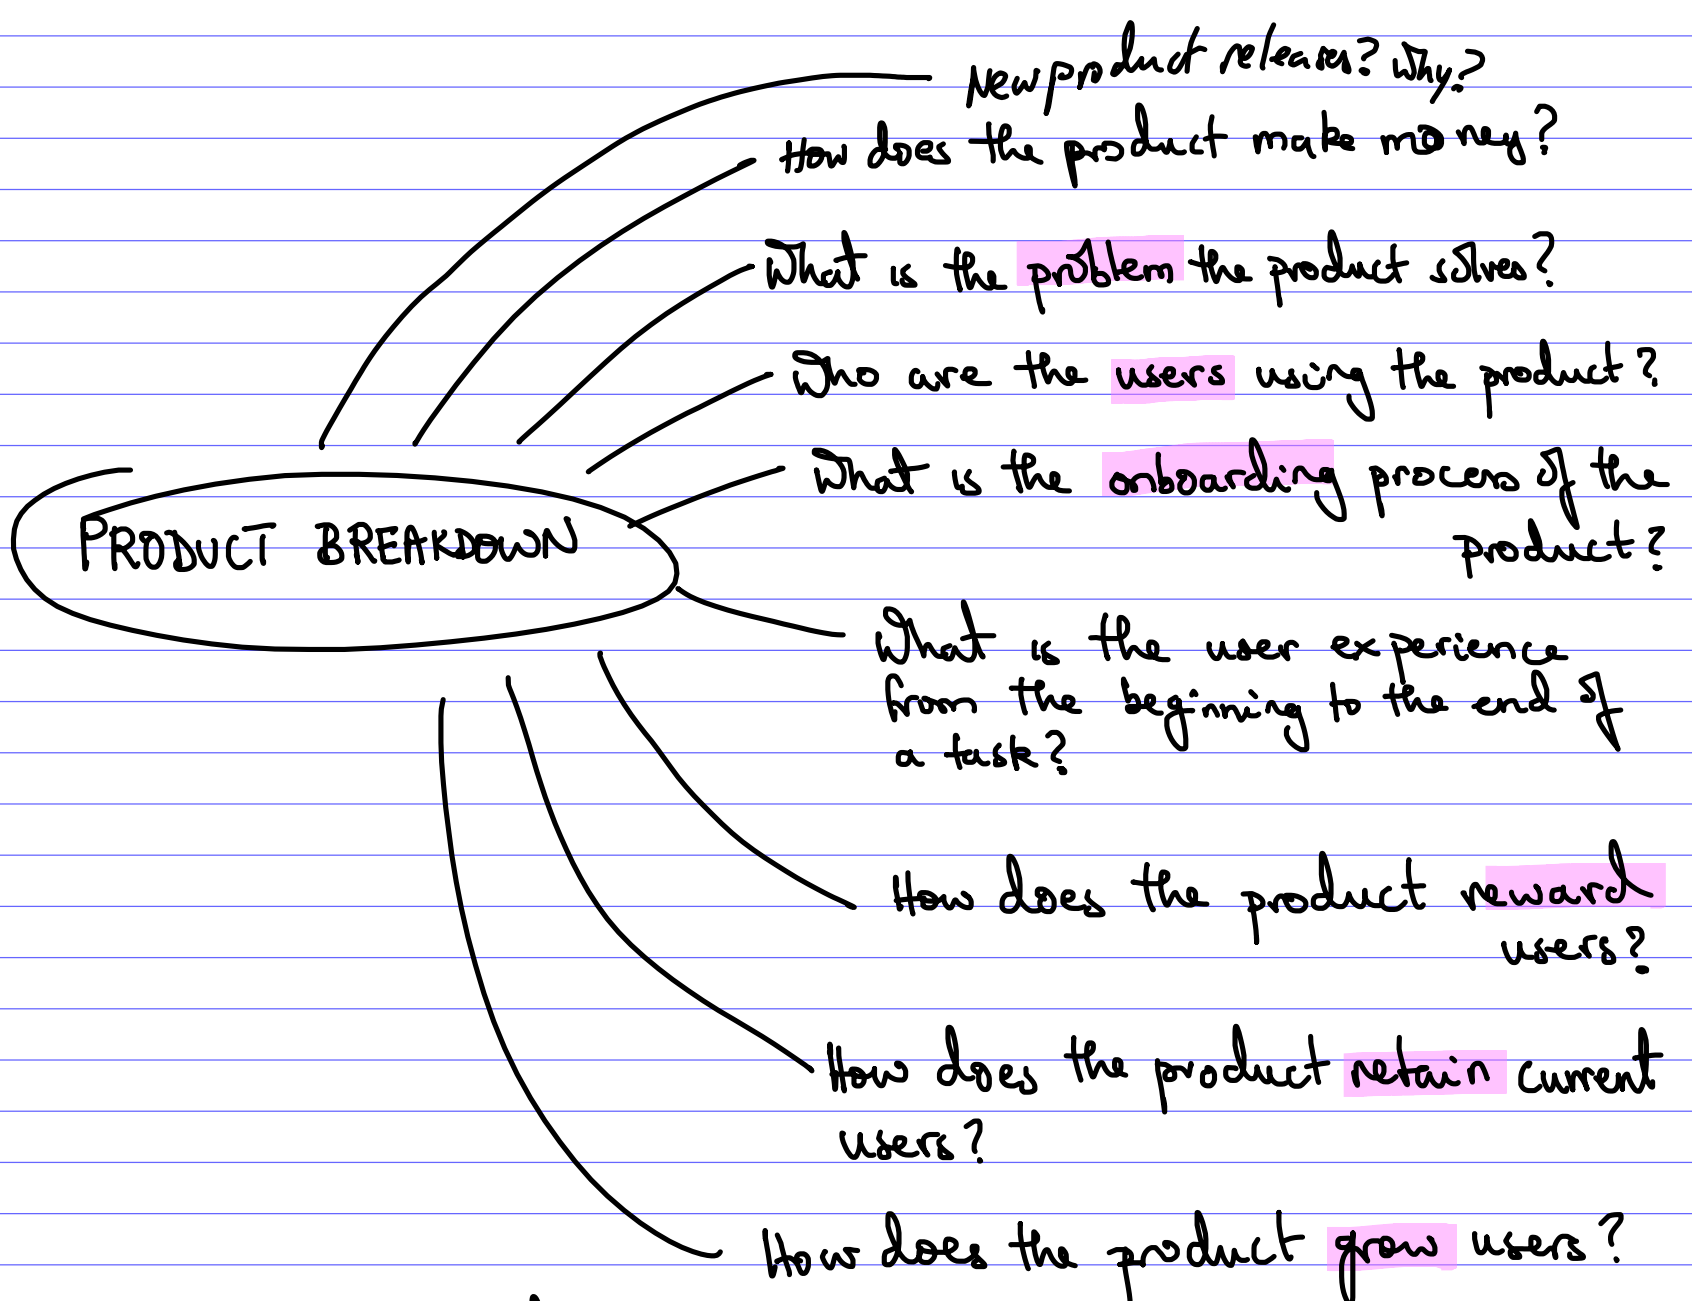 New product releases? Why?
How does the product make money?
What is the problem the product solves?
Who are the users using the product?
What is the onboarding process of the
product?
PRODUCT BREAKDOWN
What is the user experience
from the beginning to the end of
a task?
How does the product reward
users?
How does the product retain current
users?
How does the product grow users?